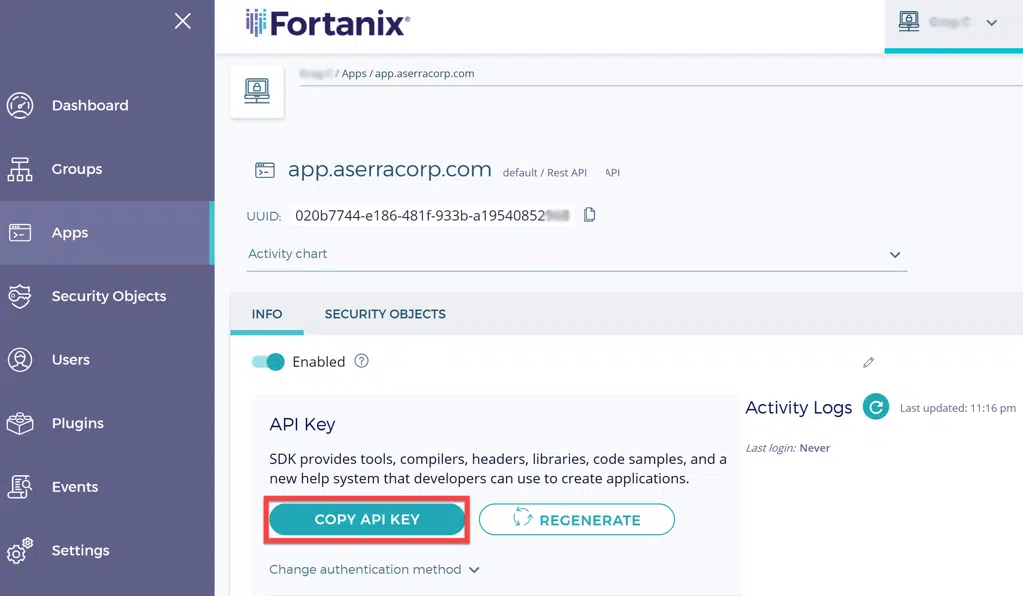 Fortanix®
/ Apps / app.aserracorp.com
Dashboard
Groups
Apps
Security Objects
Users
Plugins
Events
Settings
app.aserracorp.com default / Rest API API
UUID: 020b7744-e186-481f-933b-a19540852
Activity chart
INFO SECURITY OBJECTS
Enabled ?
API Key
SDK provides tools, compilers, headers, libraries, code samples, and a
new help system that developers can use to create applications.
COPY API KEY REGENERATE
Change authentication method
Activity Logs Last updated: 11:16 pm
Last login: Never